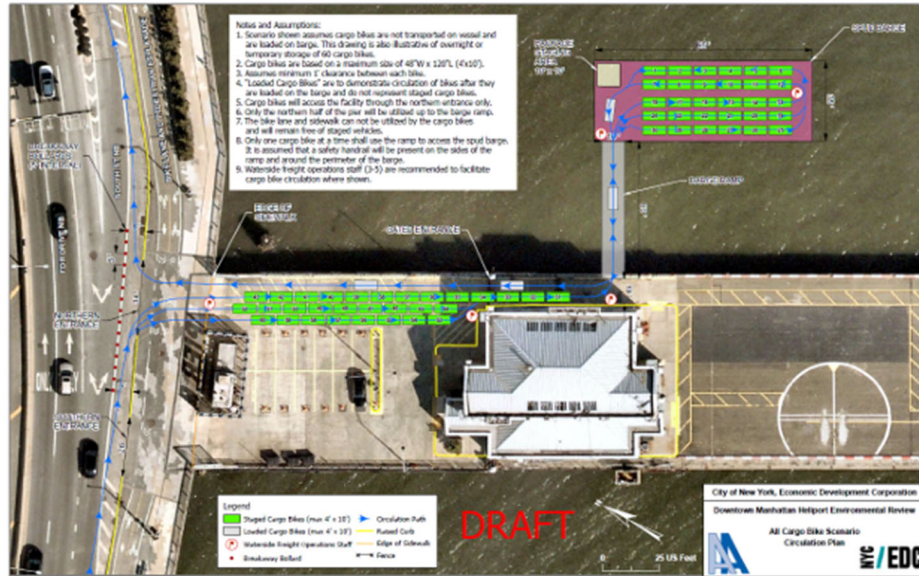 Notes and Assumptions:
1. Scenario shown assumes cargo bikes are not transported on vessel and
are loaded on barge. This drawing is also illustrative of overnight or
temporary storage of 60 cargo bikes.
2. Cargo bikes are based on a maximum size of 48"W x 120"L (4'x10').
3. Assumes minimum 1' clearance between each bike.
4. "Loaded Cargo Bikes" are to demonstrate circulation of bikes after they
are loaded on the barge and do not represent staged cargo bikes.
5. Cargo bikes will access the facility through the northern entrance only.
6. Only the northern half of the pier will be utilized up to the barge ramp.
7. The bike lane and sidewalk can not be utilized by the cargo bikes
and will remain free of staged vehicles.
8. Only one cargo bike at a time shall use the ramp to access the spud barge.
It is assumed that a safety handrail will be present on the sides of the
ramp and around the perimeter of the barge.
9. Waterside freight operations staff (3-5) are recommended to facilitate
cargo bike circulation where shown.
SPUD BARGE
PACKAGE
STAGING
AREA
BARGE RAMP
EDGE OF
SIDEWALK
GATED ENTRANCE
NORTHERN
ENTRANCE
SOUTHERN
ENTRANCE
FDR DRIVE NB
ONLY
Legend
Staged Cargo Bikes (max 4' x 10')
Circulation Path
Loaded Cargo Bikes (max 4' x 10')
Raised Curb
Waterside Freight Operations Staff
Edge of Sidewalk
Breakaway Bollard
Fence
DRAFT
0 25 US Feet
City of New York, Economic Development Corporation
Downtown Manhattan Heliport Environmental Review
All Cargo Bike Scenario
Circulation Plan
NYC/EDC